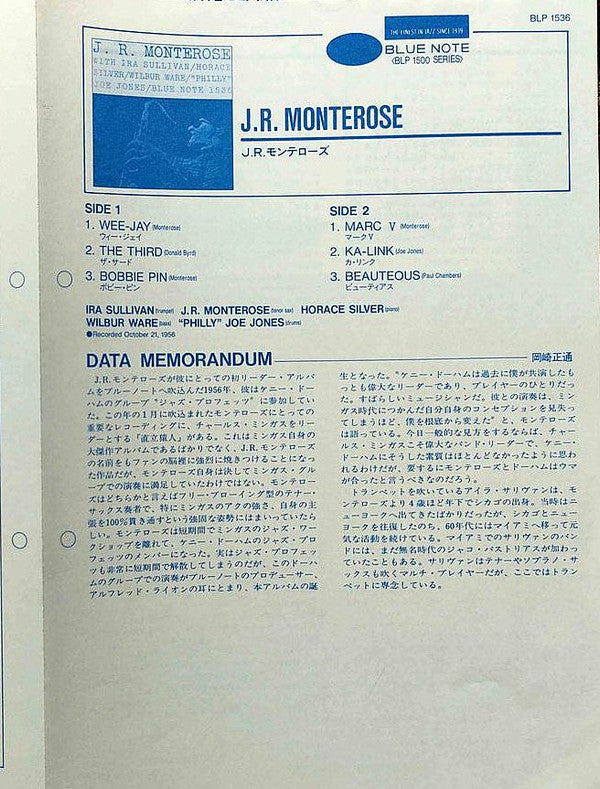 BLP 1536
THE FINEST IN JAZZ SINCE 1939
BLUE NOTE
〈BLP 1500 SERIES〉
J. R. MONTEROSE
WITH IRA SULLIVAN/HORACE
SILVER/WILBUR WARE/"PHILLY"
JOE JONES/BLUE NOTE 1536
J.R. MONTEROSE
J.R.モンテローズ
SIDE 1
1. WEE-JAY (Monterose)
ウィー・ジェイ
2. THE THIRD (Donald Byrd)
ザ・サード
3. BOBBIE PIN (Monterose)
ボビー・ピン
SIDE 2
1. MARC V (Monterose)
マークV
2. KA-LINK (Joe Jones)
カ・リンク
3. BEAUTEOUS (Paul Chambers)
ビューティアス
IRA SULLIVAN (trumpet) J.R. MONTEROSE (tenor sax) HORACE SILVER (piano)
WILBUR WARE (bass) "PHILLY" JOE JONES (drums)
●Recorded October 21, 1956
DATA MEMORANDUM
岡崎正通
J.R.モンテローズが彼にとっての初リーダー・アルバ
ムをブルーノートへ吹込んだ1956年、彼はケニー・ドー
ハムのグループ"ジャズ・プロフェッツ"に参加してい
た。この年の1月に吹込まれたモンテローズにとっての
重要なレコーディングに、チャールス・ミンガスをリー
ダーとする「直立猿人」がある。これはミンガス自身の
大傑作アルバムであるばかりでなく、J.R.モンテローズ
の名前をもファンの脳裡に強烈に焼きつけることになっ
た作品だが、モンテローズ自身は決してミンガス・グル
ープでの演奏に満足していたわけではない。モンテロー
ズはどちらかと言えばフリー・ブローイング型のテナー・
サックス奏者で、特にミンガスのアクの強さ、自身の主
張を100％貫き通すという強固な姿勢にはまいっていたら
しい。モンテローズは短期間でミンガスのジャズ・ワー
クショップを離れて、ケニー・ドーハムのジャズ・プロ
フェッツのメンバーになった。実はジャズ・プロフェッ
ツも非常に短期間で解散してしまうのだが、このドーハ
ムのグループでの演奏がブルーノートのプロデューサー、
アルフレッド・ライオンの耳にとまり、本アルバムの誕
生となった。"ケニー・ドーハムは過去に僕が共演したも
っとも偉大なリーダーであり、プレイヤーのひとりだっ
た。すばらしいミュージシャンだ。彼との演奏は、ミン
ガス時代につかんだ自分自身のコンセプションを見失っ
てしまうほど、僕を根底から変えた"と、モンテローズ
は語っている。今日一般的な見方をするならば、チャー
ルス・ミンガスこそ偉大なバンド・リーダーで、ケニー・
ドーハムにそうした素質はほとんどなかったように思わ
れるわけだが、要するにモンテローズとドーハムはウマ
が合ったと言うべきなのだろう。
トランペットを吹いているアイラ・サリヴァンは、モ
ンテローズより4歳ほど年下でシカゴの出身。当時はニ
ューヨークへ出てきたばかりだったが、シカゴとニュー
ヨークを往復したのち、60年代にはマイアミへ移って元
気な活動を続けている。マイアミでのサリヴァンのバン
ドには、まだ無名時代のジャコ・パストリアスが加わっ
ていたこともある。サリヴァンはテナーやソプラノ・サ
ックスも吹くマルチ・プレイヤーだが、ここではトラン
ペットに専念している。